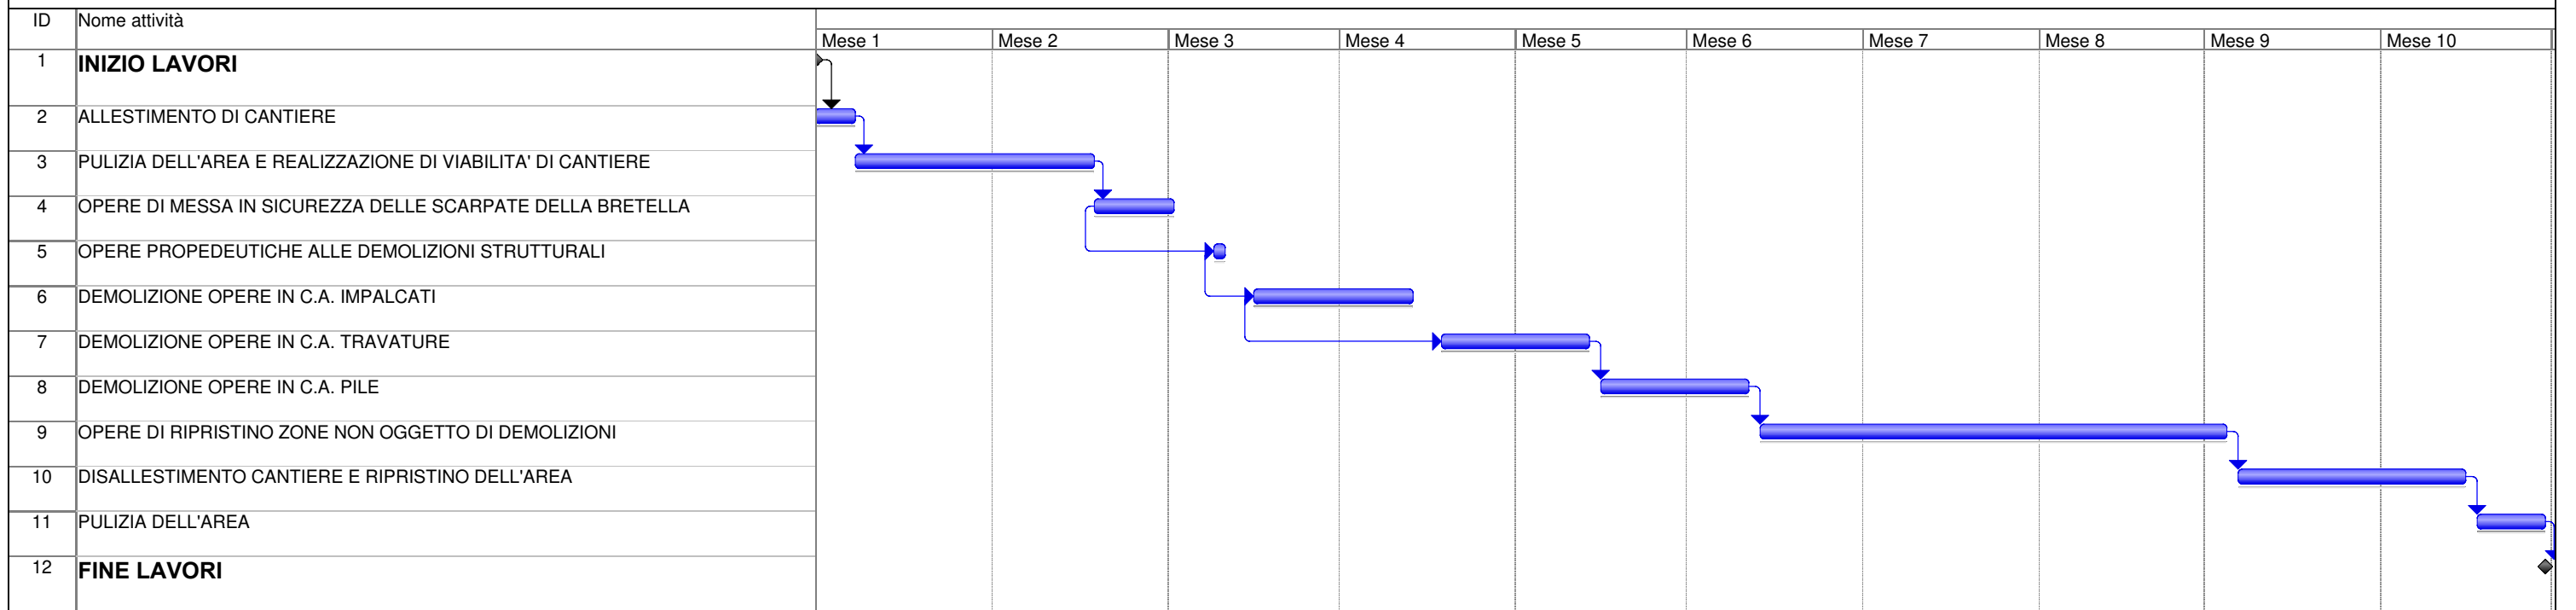 ID Nome attività
Mese 1 Mese 2 Mese 3 Mese 4 Mese 5 Mese 6 Mese 7 Mese 8 Mese 9 Mese 10
1 INIZIO LAVORI
2 ALLESTIMENTO DI CANTIERE
3 PULIZIA DELL'AREA E REALIZZAZIONE DI VIABILITA' DI CANTIERE
4 OPERE DI MESSA IN SICUREZZA DELLE SCARPATE DELLA BRETELLA
5 OPERE PROPEDEUTICHE ALLE DEMOLIZIONI STRUTTURALI
6 DEMOLIZIONE OPERE IN C.A. IMPALCATI
7 DEMOLIZIONE OPERE IN C.A. TRAVATURE
8 DEMOLIZIONE OPERE IN C.A. PILE
9 OPERE DI RIPRISTINO ZONE NON OGGETTO DI DEMOLIZIONI
10 DISALLESTIMENTO CANTIERE E RIPRISTINO DELL'AREA
11 PULIZIA DELL'AREA
12 FINE LAVORI